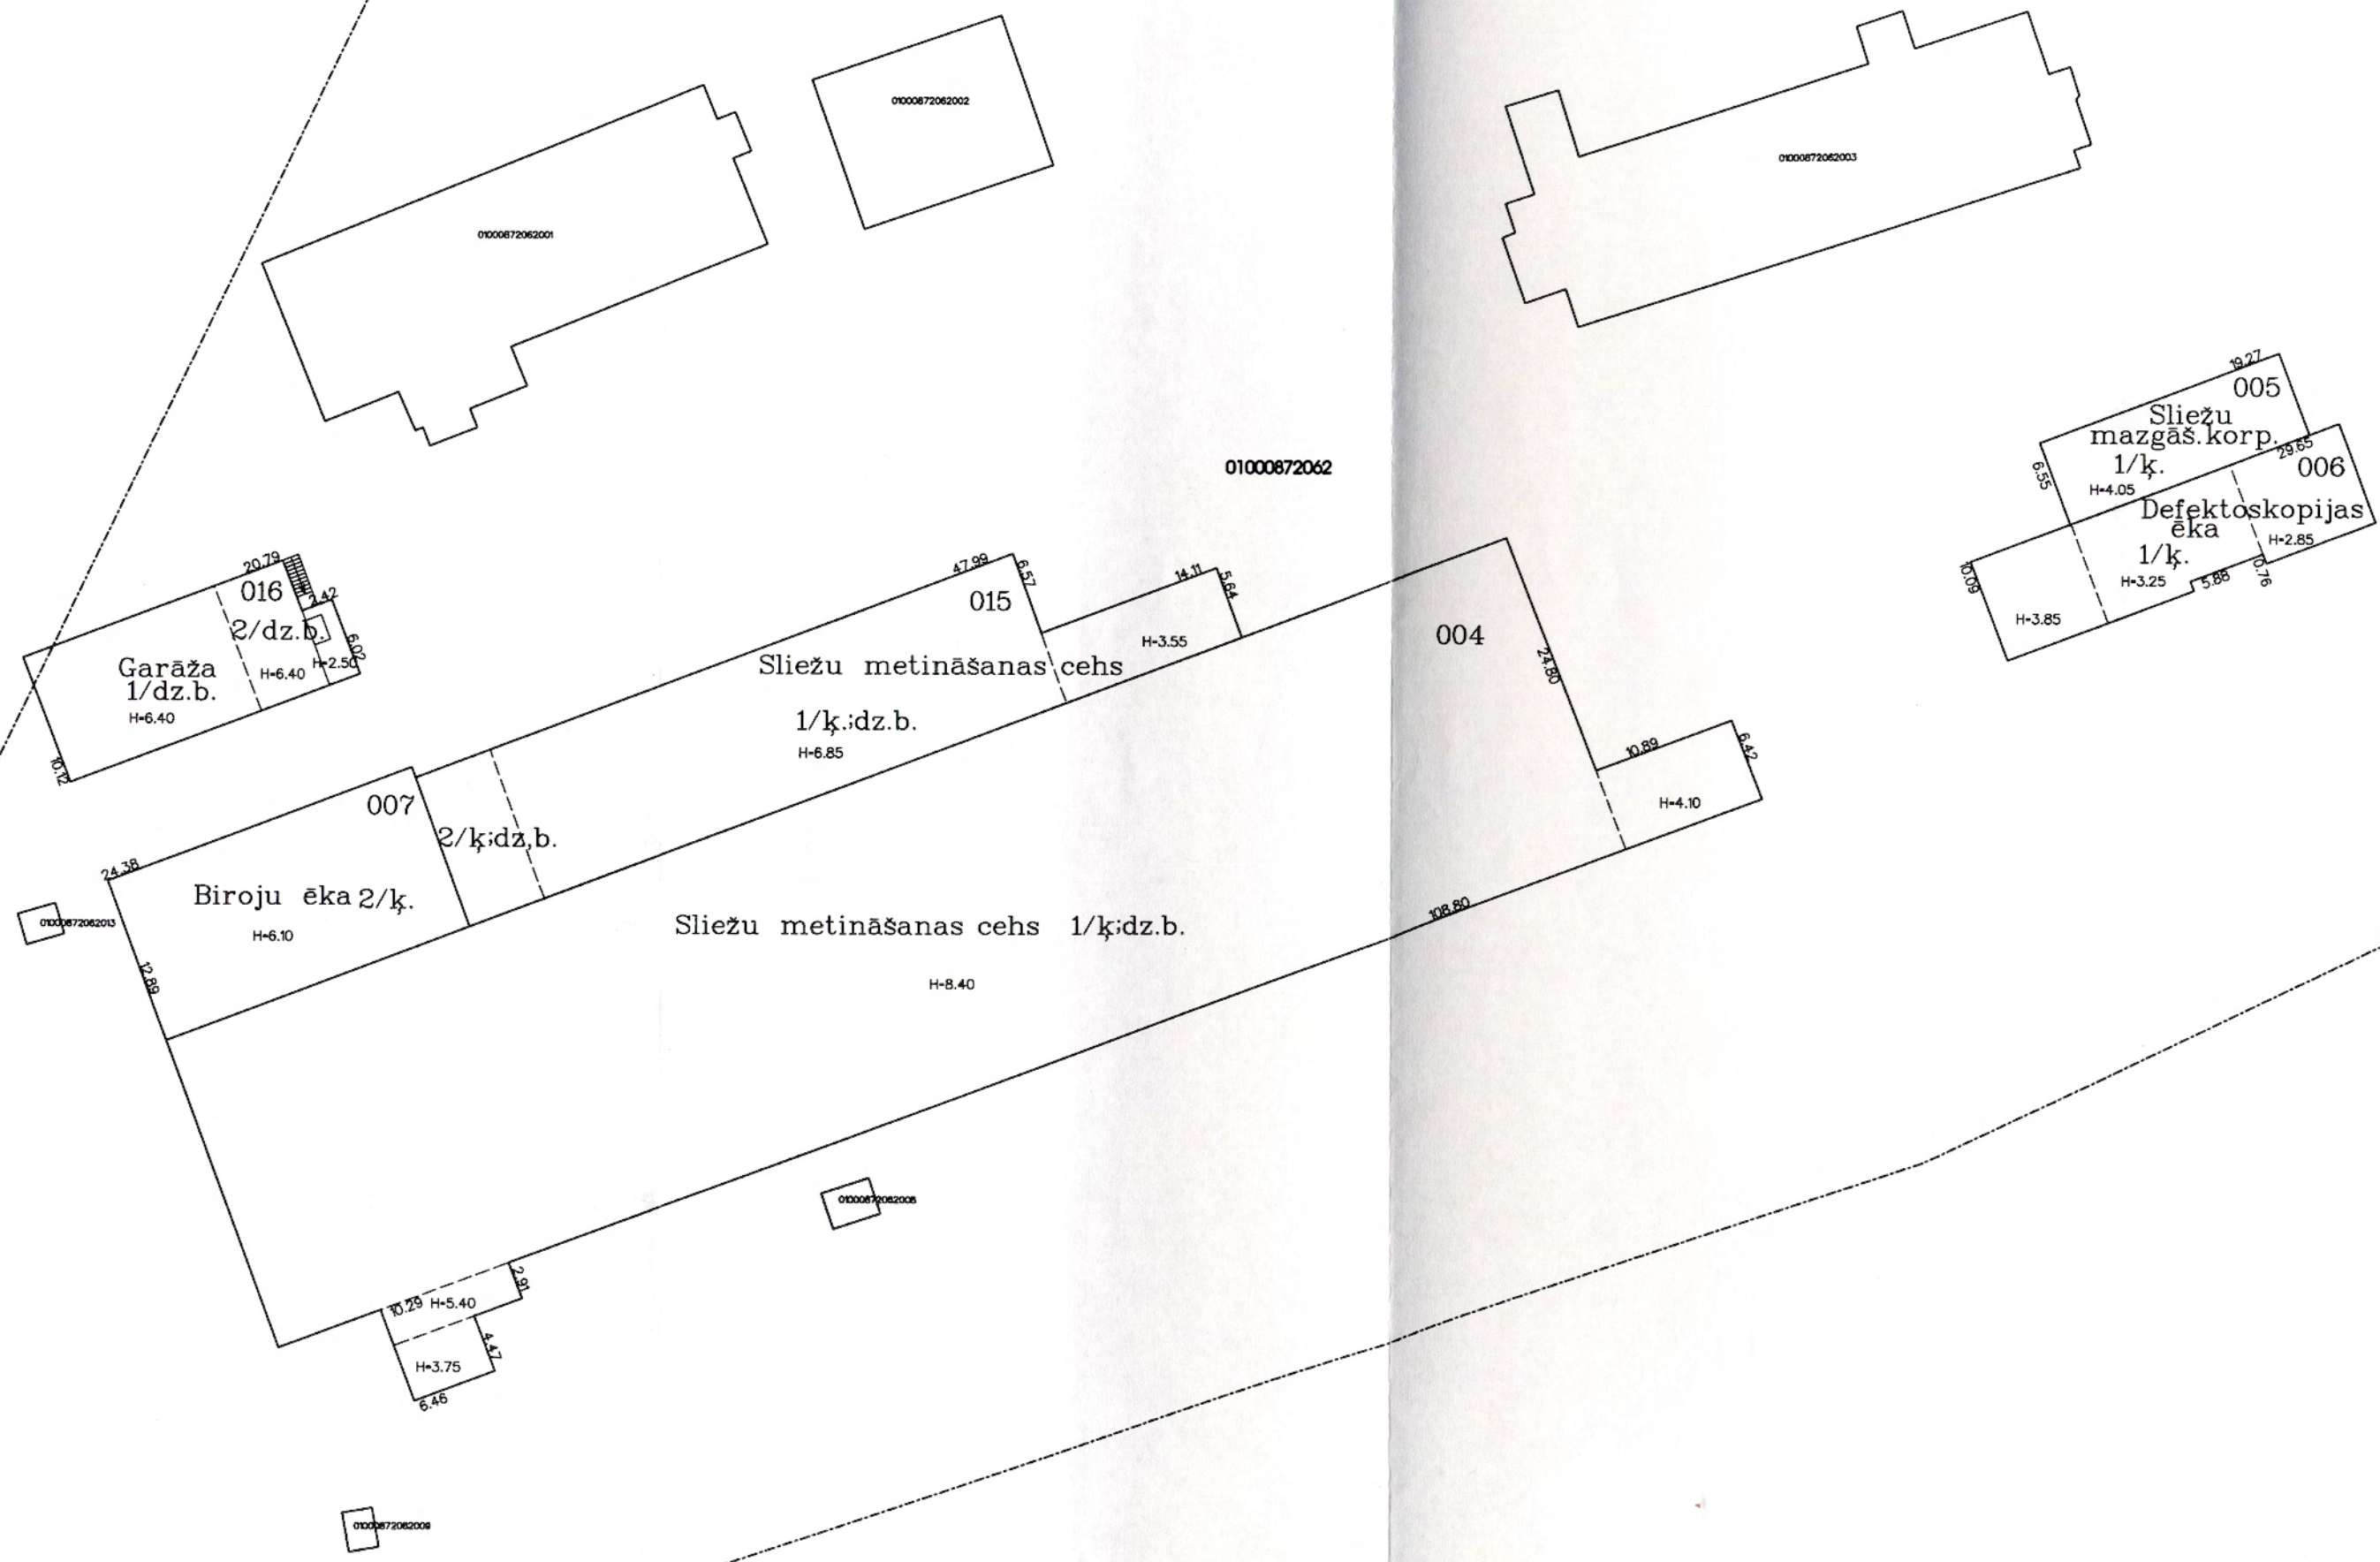 01000872062002
01000872062003
01000872062001
01000872062
19.27
005
Sliežu
mazgāš.korp.
1/ķ.
H=4.05
6.55
29.65
006
Defektoskopijas
ēka
1/ķ.
H=2.85
H=3.25
5.88
0.76
10.09
H=3.85
20.79
016
2/dz.b.
2.42
6.02
H=6.40
H=2.50
Garāža
1/dz.b.
H=6.40
10.12
47.99
6.57
015
14.11
5.64
H=3.55
Sliežu metināšanas cehs
1/ķ.;dz.b.
H=6.85
004
24.80
10.89
6.42
H=4.10
007
2/ķ;dz,b.
24.38
Biroju ēka 2/ķ.
H=6.10
12.89
01000872062013
Sliežu metināšanas cehs 1/ķ;dz.b.
H=8.40
108.80
10.29 H=5.40
2.91
4.47
H=3.75
6.46
01000872062009